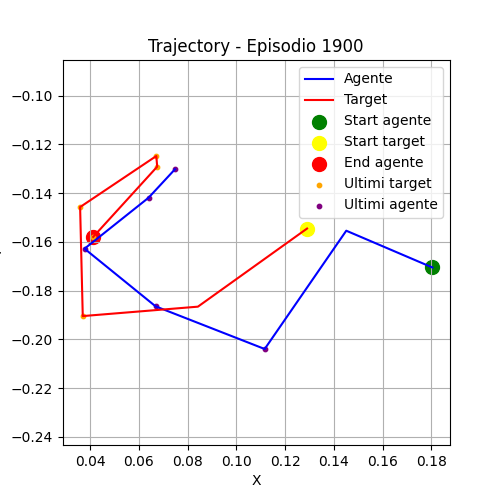 Trajectory - Episodio 1900
Agente
Target
Start agente
Start target
End agente
Ultimi target
Ultimi agente
−0.10
−0.12
−0.14
−0.16
−0.18
−0.20
−0.22
−0.24
0.04 0.06 0.08 0.10 0.12 0.14 0.16 0.18
X